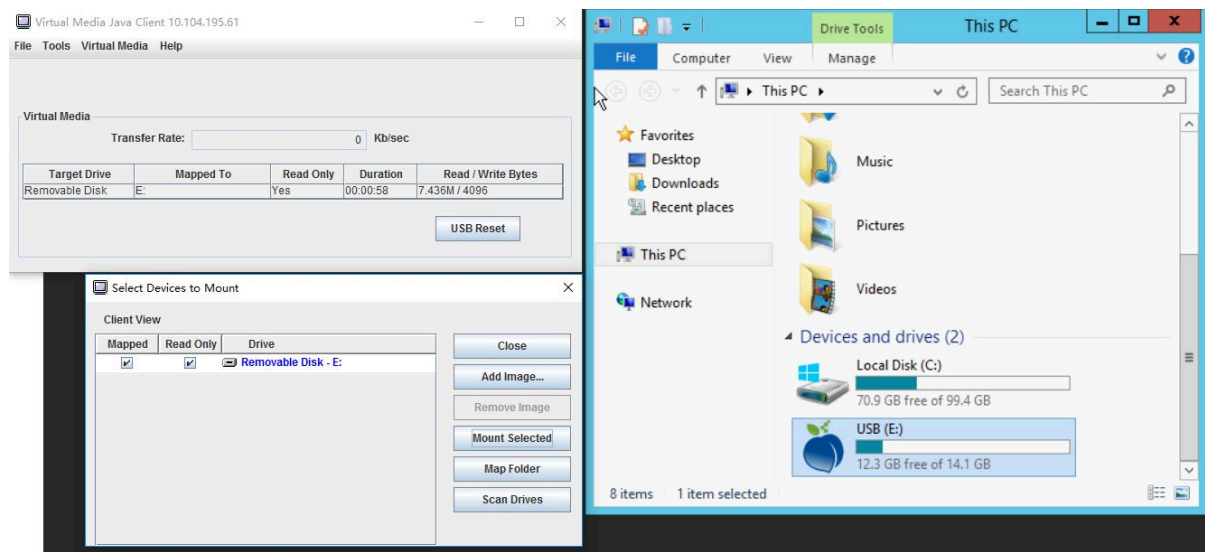 Virtual Media Java Client 10.104.195.61
File Tools Virtual Media Help
Virtual Media
Transfer Rate: 0 Kb/sec
Target Drive Mapped To Read Only Duration Read / Write Bytes
Removable Disk E: Yes 00:00:58 7.436M / 4096
USB Reset
Select Devices to Mount
Client View
Mapped Read Only Drive
Removable Disk - E:
Close
Add Image...
Remove Image
Mount Selected
Map Folder
Scan Drives
Drive Tools
This PC
File Computer View Manage
This PC
Search This PC
Favorites
Desktop
Downloads
Recent places
This PC
Network
Music
Pictures
Videos
Devices and drives (2)
Local Disk (C:)
70.9 GB free of 99.4 GB
USB (E:)
12.3 GB free of 14.1 GB
8 items 1 item selected